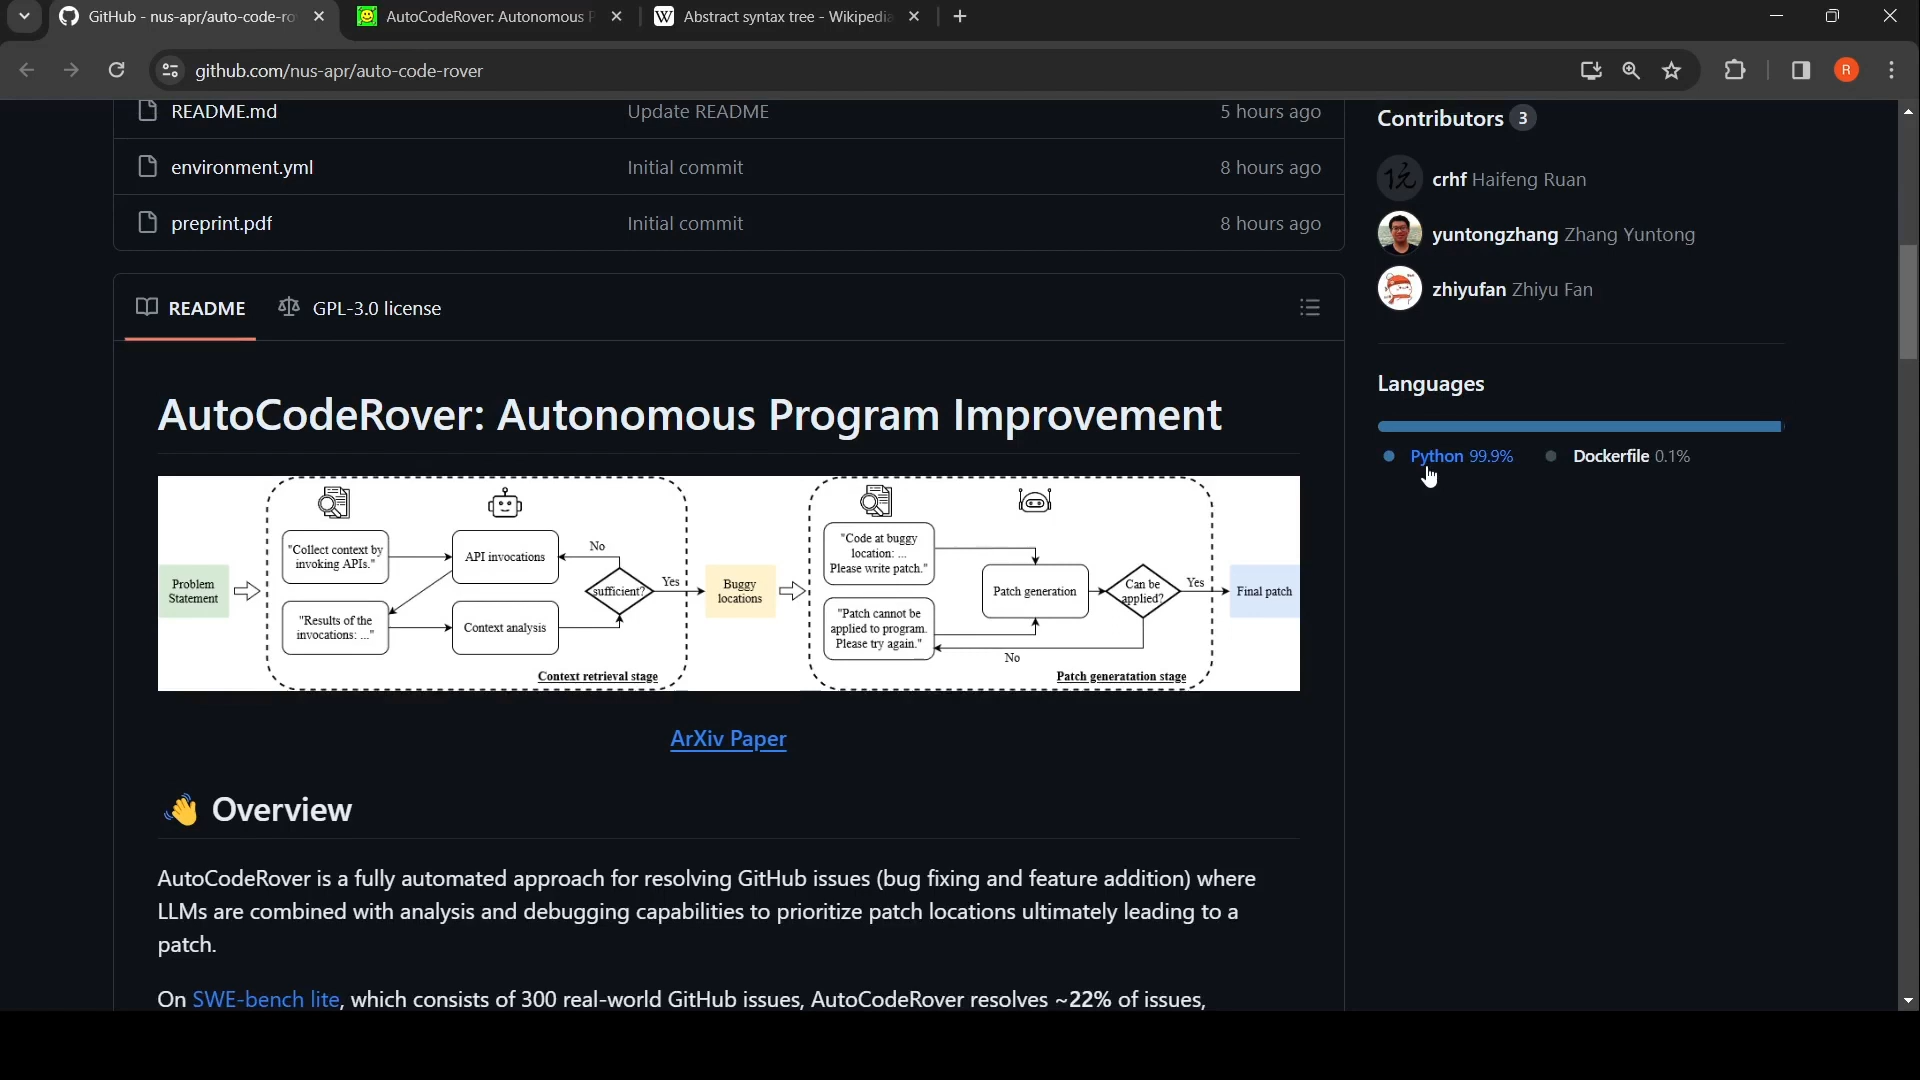 GitHub - nus-apr/auto-code-ro
AutoCodeRover: Autonomous P
W Abstract syntax tree - Wikipedia
github.com/nus-apr/auto-code-rover
R
README.md Update README 5 hours ago
environment.yml Initial commit 8 hours ago
preprint.pdf Initial commit 8 hours ago
README GPL-3.0 license
AutoCodeRover: Autonomous Program Improvement
Problem
Statement
"Collect context by
invoking APIs."
API invocations
No
"Results of the
invocations: ..."
Context analysis
sufficient?
Yes
Context retrieval stage
Buggy
locations
"Code at buggy
location: ...
Please write patch."
"Patch cannot be
applied to program.
Please try again."
Patch generation
Can be
applied?
Yes
No
Patch generatation stage
Final patch
ArXiv Paper
👋 Overview
AutoCodeRover is a fully automated approach for resolving GitHub issues (bug fixing and feature addition) where
LLMs are combined with analysis and debugging capabilities to prioritize patch locations ultimately leading to a
patch.
On SWE-bench lite, which consists of 300 real-world GitHub issues, AutoCodeRover resolves ~22% of issues,
Contributors 3
crhf Haifeng Ruan
yuntongzhang Zhang Yuntong
zhiyufan Zhiyu Fan
Languages
Python 99.9% Dockerfile 0.1%